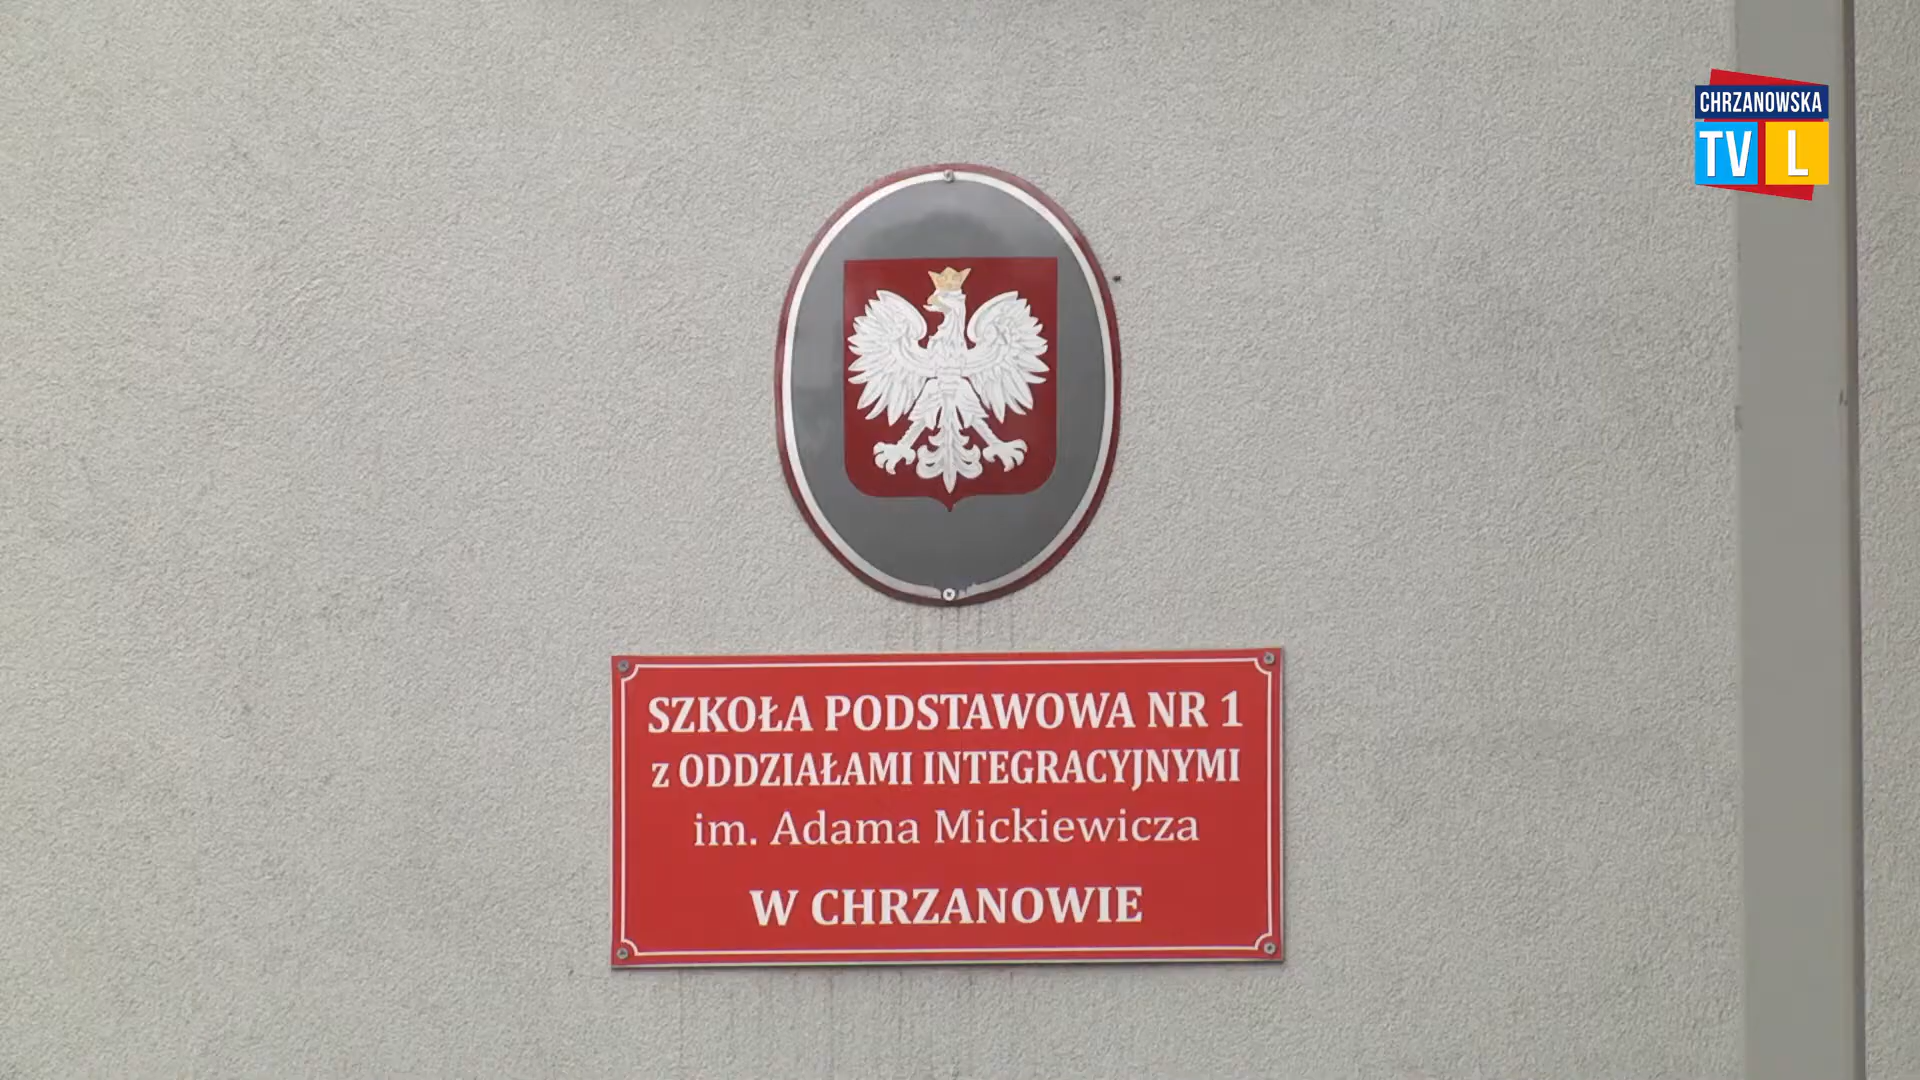 CHRZANOWSKA
TV L
SZKOŁA PODSTAWOWA NR 1
z ODDZIAŁAMI INTEGRACYJNYMI
im. Adama Mickiewicza
W CHRZANOWIE